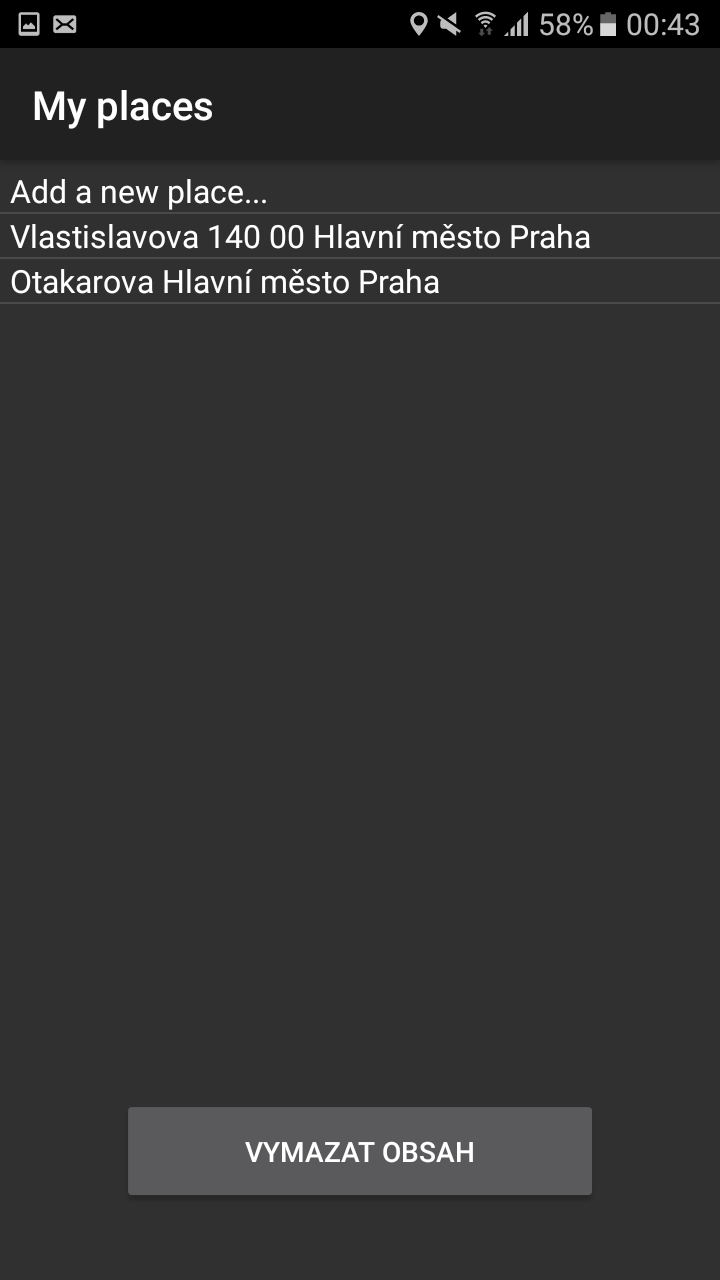 58% 00:43
My places
Add a new place...
Vlastislavova 140 00 Hlavní město Praha
Otakarova Hlavní město Praha
VYMAZAT OBSAH